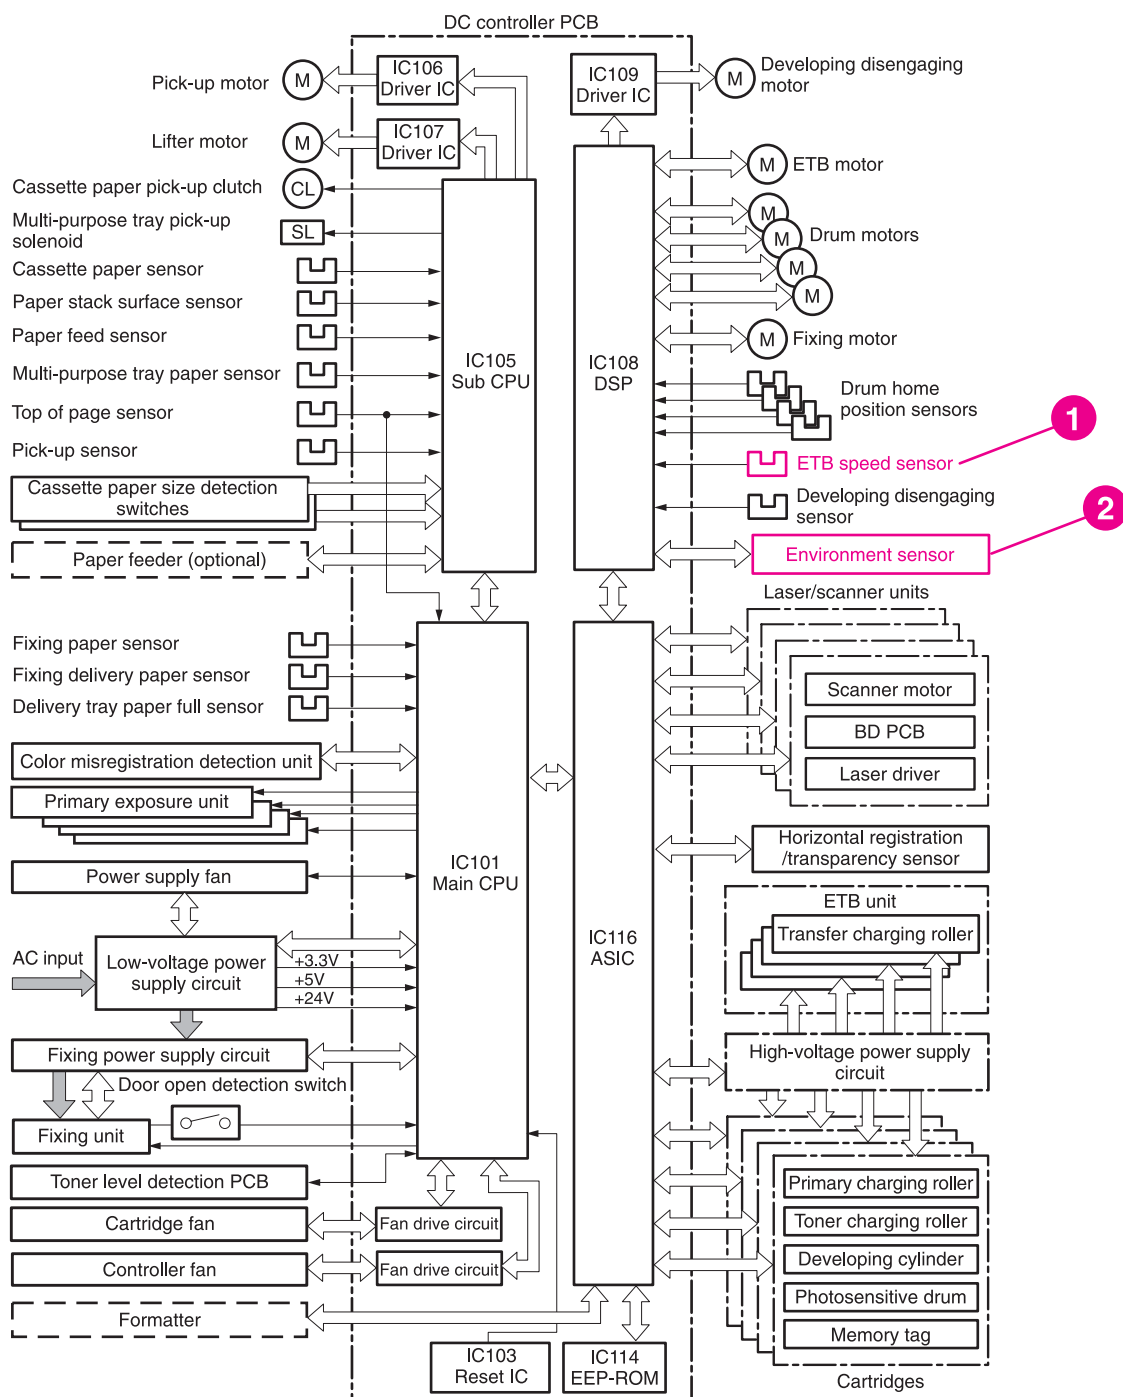 DC controller PCB
Pick-up motor
M
IC106
Driver IC
Lifter motor
M
IC107
Driver IC
Cassette paper pick-up clutch
CL
Multi-purpose tray pick-up
solenoid
SL
Cassette paper sensor
Paper stack surface sensor
Paper feed sensor
Multi-purpose tray paper sensor
Top of page sensor
Pick-up sensor
Cassette paper size detection
switches
Paper feeder (optional)
IC105
Sub CPU
IC109
Driver IC
M
Developing disengaging
motor
IC108
DSP
M
ETB motor
M
M
M
M
Drum motors
M
Fixing motor
Drum home
position sensors
1
ETB speed sensor
Developing disengaging
sensor
2
Environment sensor
Fixing paper sensor
Fixing delivery paper sensor
Delivery tray paper full sensor
Color misregistration detection unit
Primary exposure unit
Power supply fan
AC input
Low-voltage power
supply circuit
+3.3V
+5V
+24V
Fixing power supply circuit
Door open detection switch
Fixing unit
Toner level detection PCB
Cartridge fan
Fan drive circuit
Controller fan
Fan drive circuit
Formatter
IC101
Main CPU
IC103
Reset IC
IC114
EEP-ROM
IC116
ASIC
Laser/scanner units
Scanner motor
BD PCB
Laser driver
Horizontal registration
/transparency sensor
ETB unit
Transfer charging roller
High-voltage power supply
circuit
Primary charging roller
Toner charging roller
Developing cylinder
Photosensitive drum
Memory tag
Cartridges